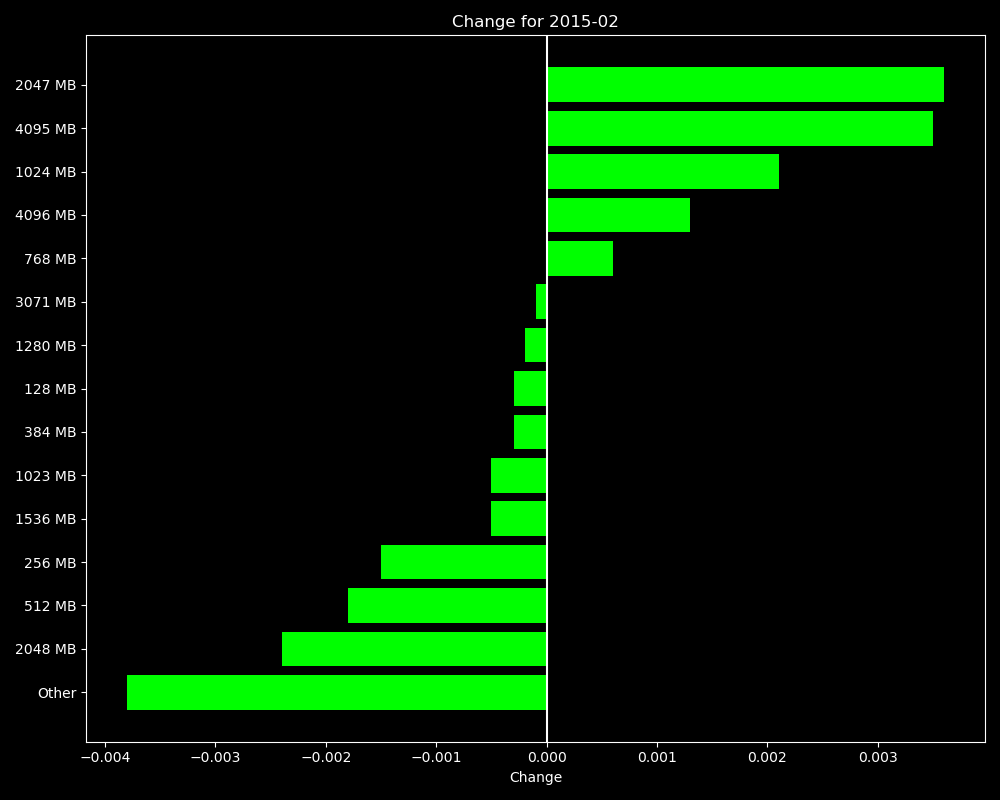 Change for 2015-02
2047 MB
4095 MB
1024 MB
4096 MB
768 MB
3071 MB
1280 MB
128 MB
384 MB
1023 MB
1536 MB
256 MB
512 MB
2048 MB
Other
−0.004 −0.003 −0.002 −0.001 0.000 0.001 0.002 0.003
Change